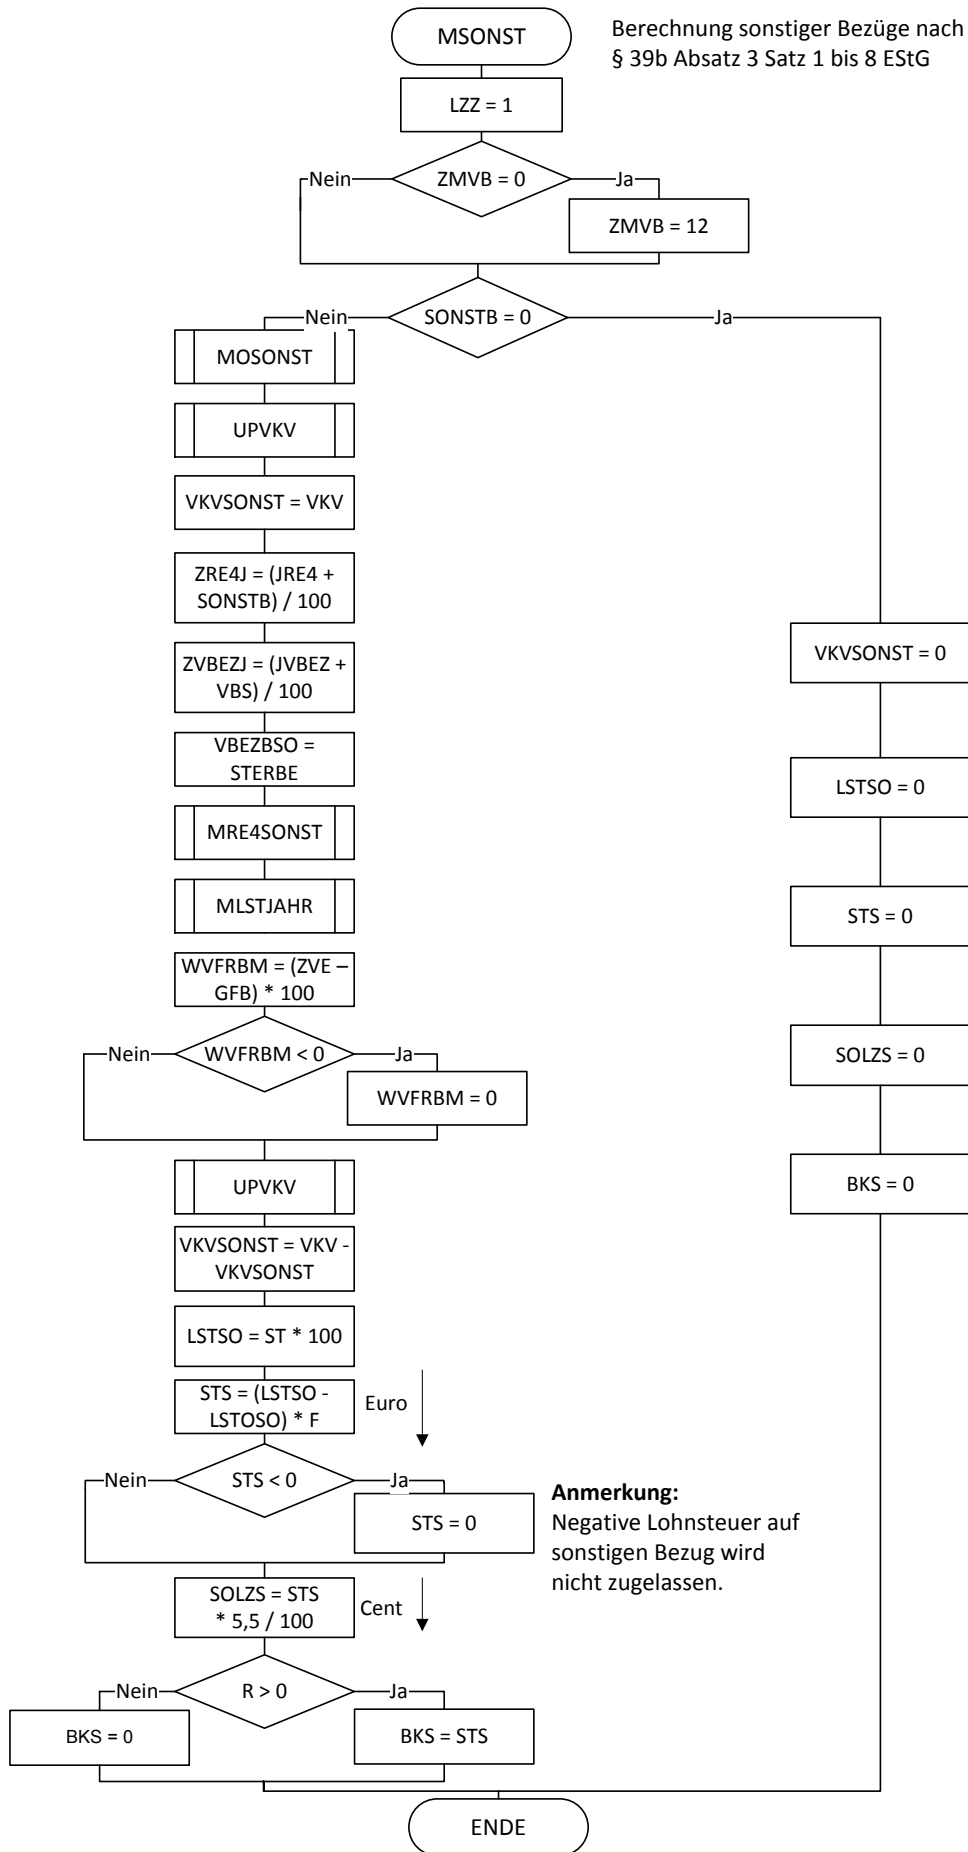 MSONST
Berechnung sonstiger Bezüge nach
§ 39b Absatz 3 Satz 1 bis 8 EStG
LZZ = 1
Nein
ZMVB = 0
Ja
ZMVB = 12
Nein
SONSTB = 0
Ja
MOSONST
UPVKV
VKVSONST = VKV
ZRE4J = (JRE4 +
SONSTB) / 100
ZVBEZJ = (JVBEZ +
VBS) / 100
VKVSONST = 0
VBEZBSO =
STERBE
LSTSO = 0
MRE4SONST
MLSTJAHR
STS = 0
WVFRBM = (ZVE –
GFB) * 100
Nein
WVFRBM < 0
Ja
SOLZS = 0
WVFRBM = 0
UPVKV
BKS = 0
VKVSONST = VKV -
VKVSONST
LSTSO = ST * 100
STS = (LSTSO -
LSTOSO) * F
Euro
Nein
STS < 0
Ja
STS = 0
Anmerkung:
Negative Lohnsteuer auf
sonstigen Bezug wird
nicht zugelassen.
SOLZS = STS
* 5,5 / 100
Cent
Nein
R > 0
Ja
BKS = 0
BKS = STS
ENDE